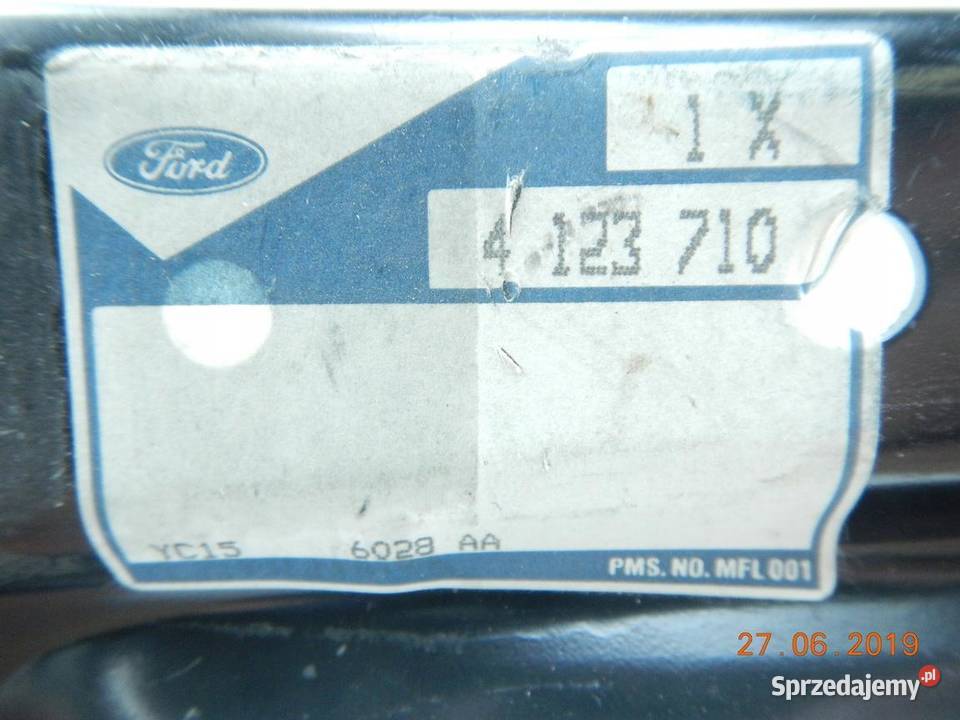 Ford
1 X
4 123 710
YC15 6028 AA
PMS. NO. MFL 001
27.06.2019
Sprzedajemy.pl